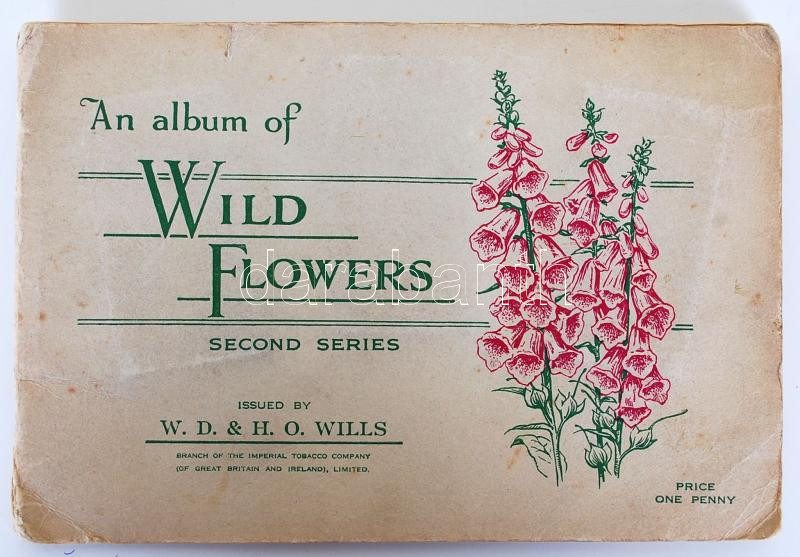 An album of
WILD
FLOWERS
SECOND SERIES
ISSUED BY
W. D. & H. O. WILLS
BRANCH OF THE IMPERIAL TOBACCO COMPANY
(OF GREAT BRITAIN AND IRELAND), LIMITED.
PRICE
ONE PENNY
darabanth